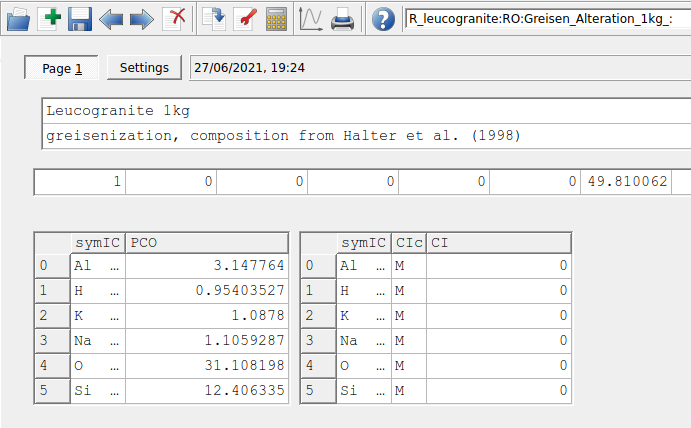 R_leucogranite:RO:Greisen_Alteration_1kg_:
Page 1 Settings 27/06/2021, 19:24
Leucogranite 1kg
greisenization, composition from Halter et al. (1998)
1 0 0 0 0 0 49.810062
symIC PCO symIC CIc CI
0 Al … 3.147764 0 Al … M 0
1 H … 0.95403527 1 H … M 0
2 K … 1.0878 2 K … M 0
3 Na … 1.1059287 3 Na … M 0
4 O … 31.108198 4 O … M 0
5 Si … 12.406335 5 Si … M 0